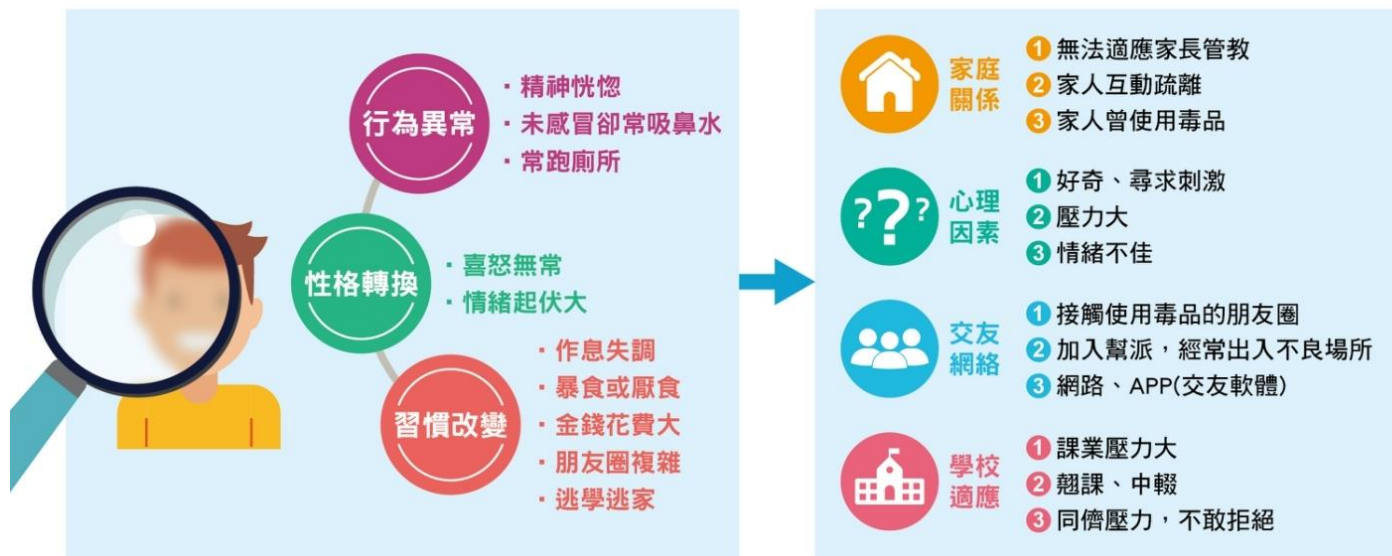 行為異常
・精神恍惚
・未感冒卻常吸鼻水
・常跑廁所
性格轉換
・喜怒無常
・情緒起伏大
習慣改變
・作息失調
・暴食或厭食
・金錢花費大
・朋友圈複雜
・逃學逃家
家庭
關係
1 無法適應家長管教
2 家人互動疏離
3 家人曾使用毒品
???
心理
因素
1 好奇、尋求刺激
2 壓力大
3 情緒不佳
交友
網絡
1 接觸使用毒品的朋友圈
2 加入幫派，經常出入不良場所
3 網路、APP(交友軟體)
學校
適應
1 課業壓力大
2 翹課、中輟
3 同儕壓力，不敢拒絕